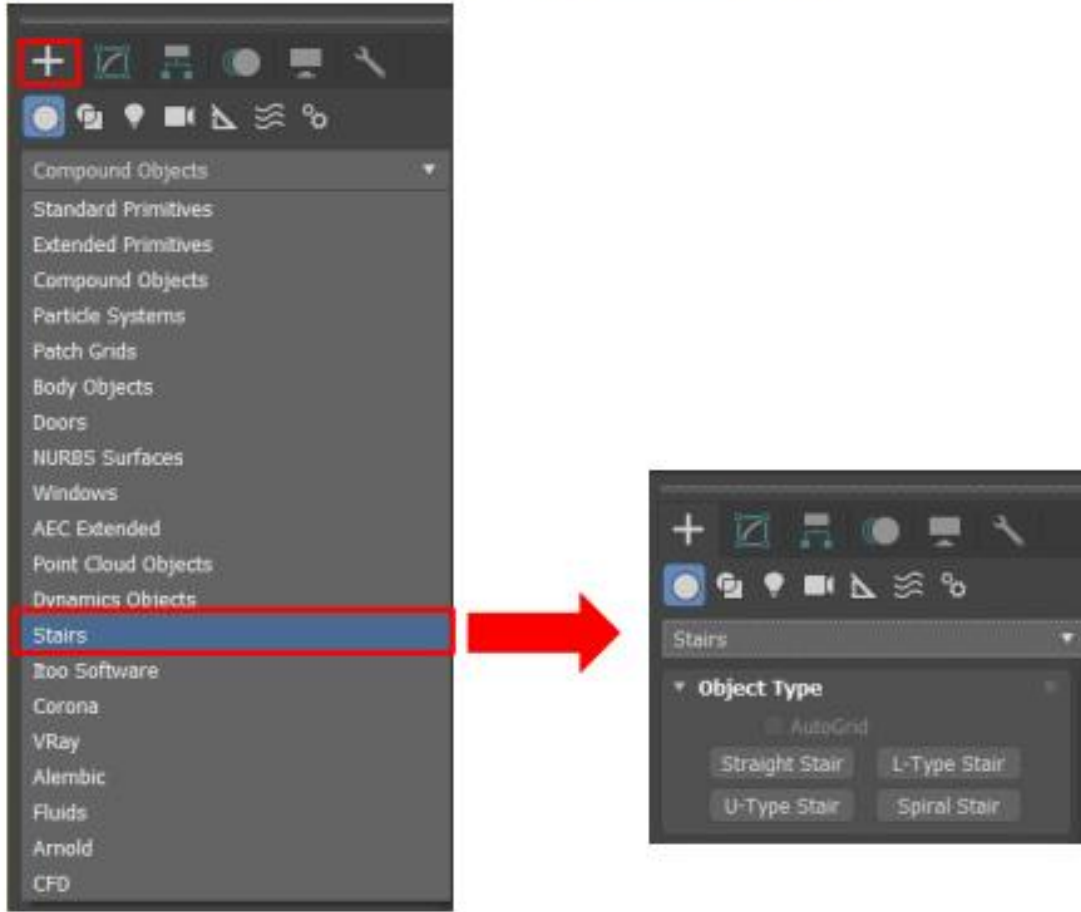 Compound Objects
Standard Primitives
Extended Primitives
Compound Objects
Particle Systems
Patch Grids
Body Objects
Doors
NURBS Surfaces
Windows
AEC Extended
Point Cloud Objects
Dynamics Objects
Stairs
Itoo Software
Corona
VRay
Alembic
Fluids
Arnold
CFD
Stairs
Object Type
AutoGrid
Straight Stair L-Type Stair
U-Type Stair Spiral Stair